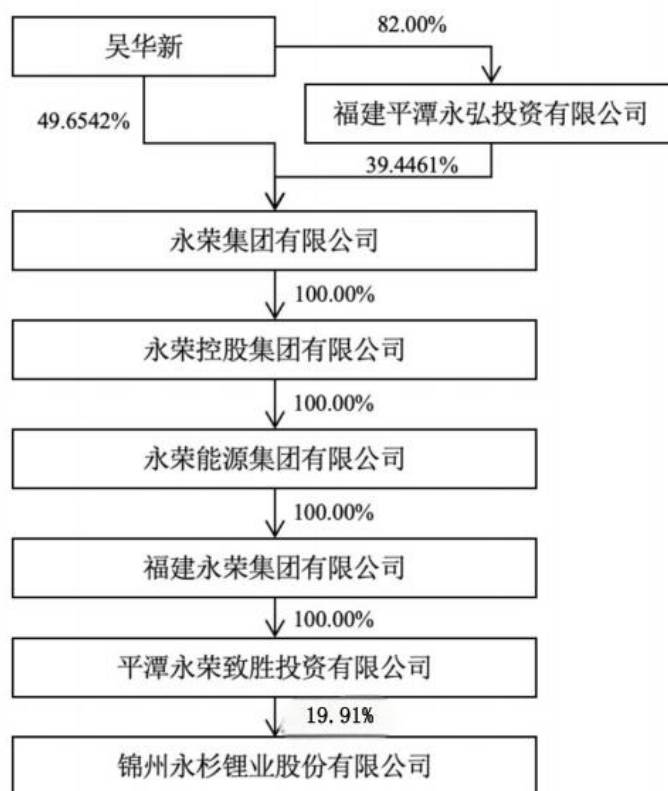 吴华新
82.00%
福建平潭永弘投资有限公司
49.6542%
39.4461%
永荣集团有限公司
100.00%
永荣控股集团有限公司
100.00%
永荣能源集团有限公司
100.00%
福建永荣集团有限公司
100.00%
平潭永荣致胜投资有限公司
19.91%
锦州永杉锂业股份有限公司